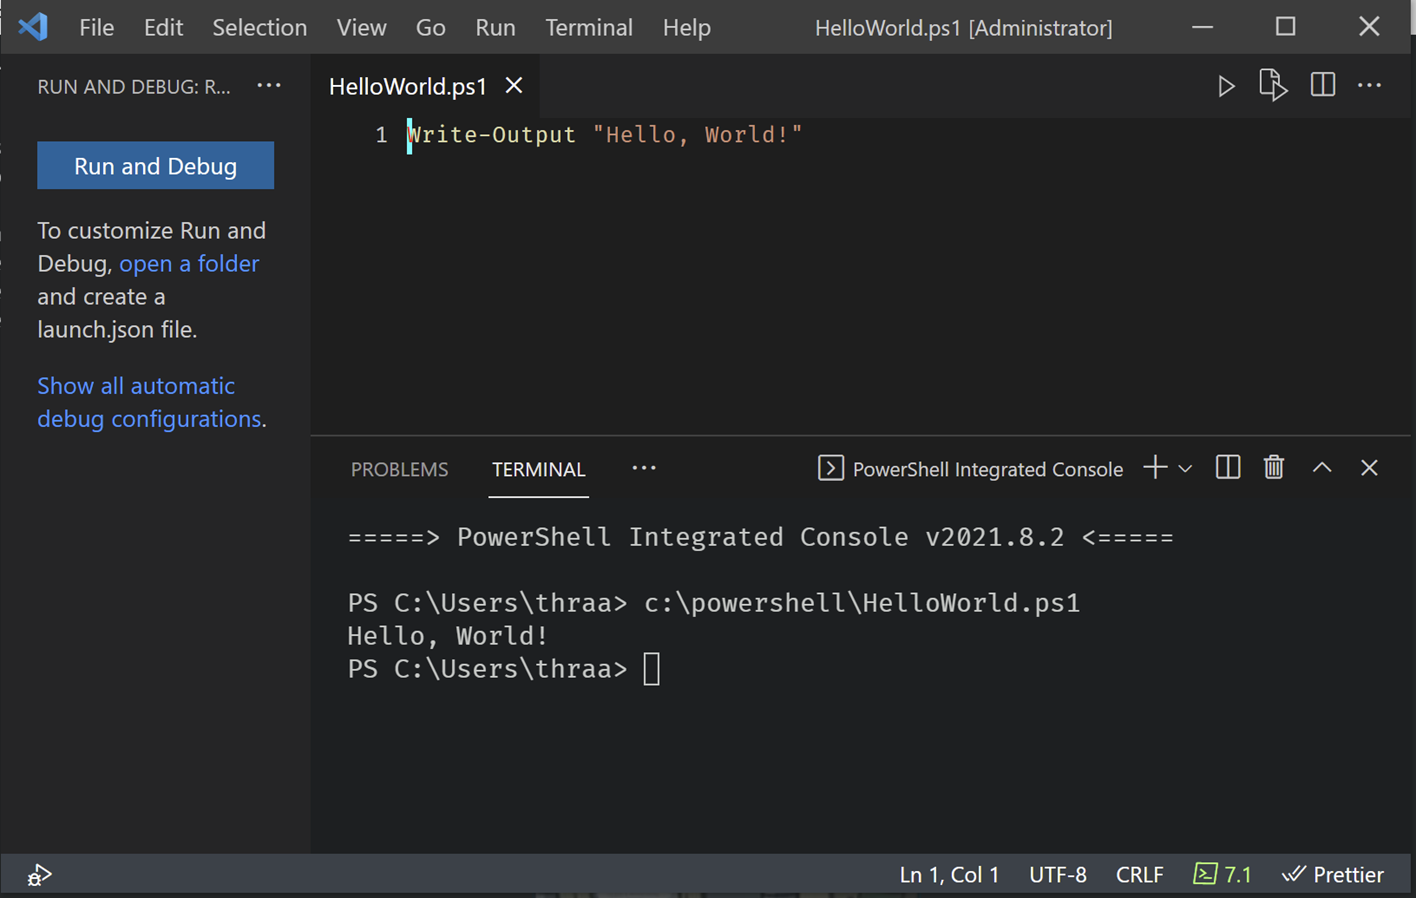 File Edit Selection View Go Run Terminal Help HelloWorld.ps1 [Administrator]
RUN AND DEBUG: R... ···
Run and Debug
To customize Run and
Debug, open a folder
and create a
launch.json file.
Show all automatic
debug configurations.
HelloWorld.ps1
1 Write-Output "Hello, World!"
PROBLEMS TERMINAL ··· PowerShell Integrated Console
=====> PowerShell Integrated Console v2021.8.2 <=====
PS C:\Users\thraa> c:\powershell\HelloWorld.ps1
Hello, World!
PS C:\Users\thraa>
Ln 1, Col 1 UTF-8 CRLF 7.1 Prettier